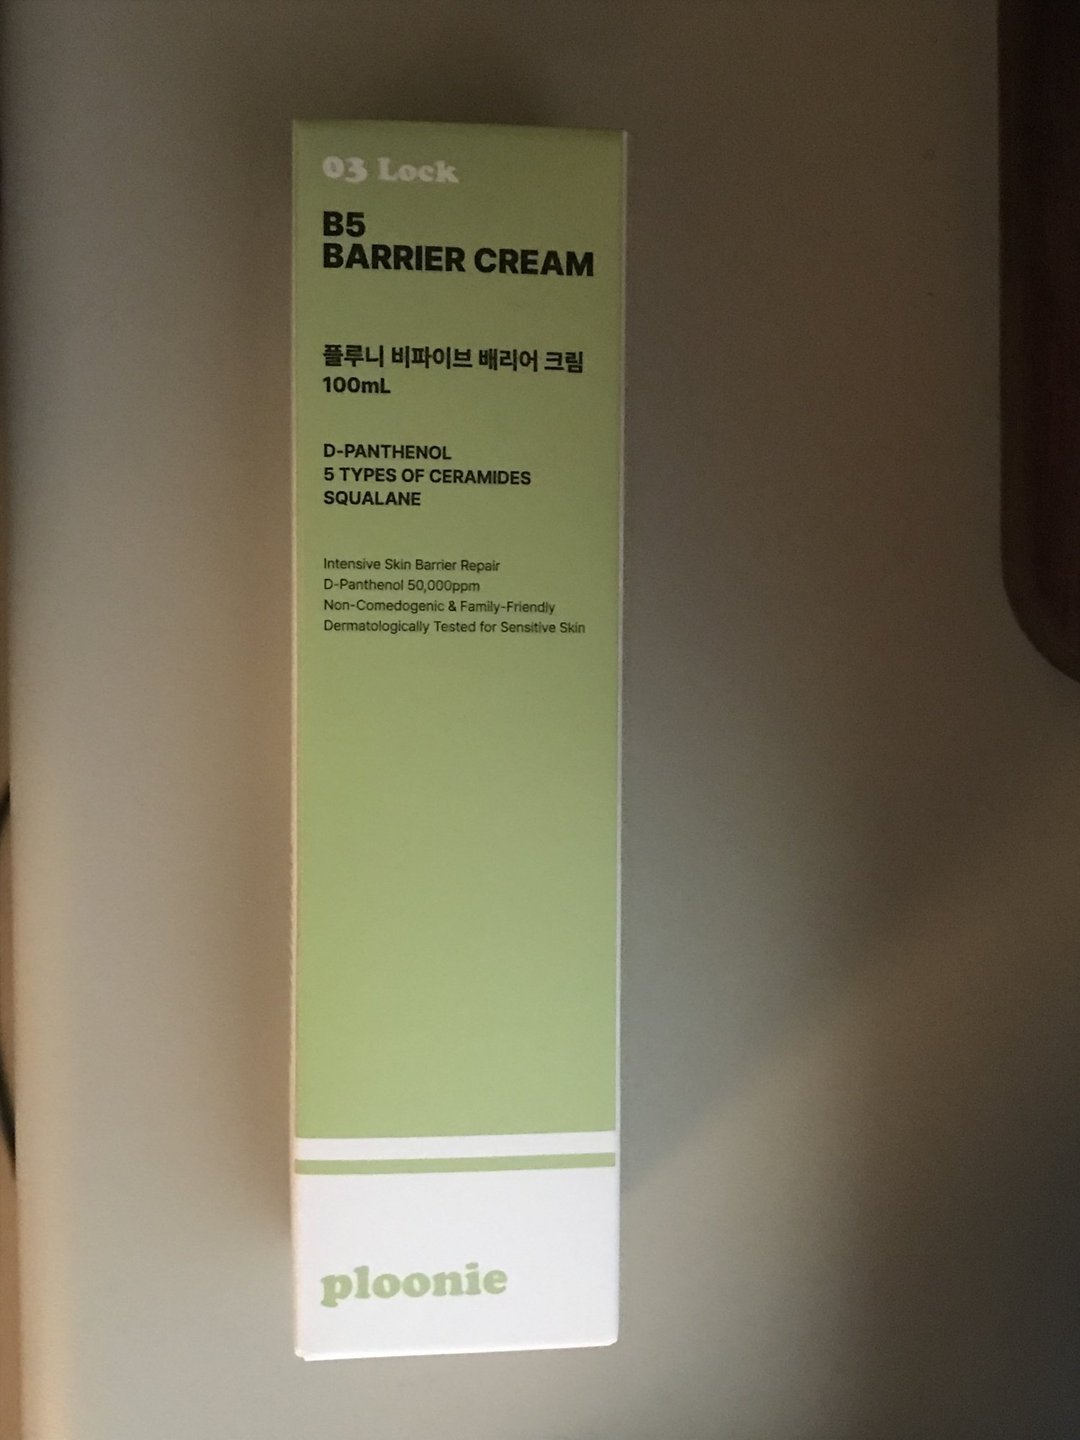 03 Lock
B5
BARRIER CREAM
플루니 비파이브 배리어 크림
100mL
D-PANTHENOL
5 TYPES OF CERAMIDES
SQUALANE
Intensive Skin Barrier Repair
D-Panthenol 50,000ppm
Non-Comedogenic & Family-Friendly
Dermatologically Tested for Sensitive Skin
ploonie